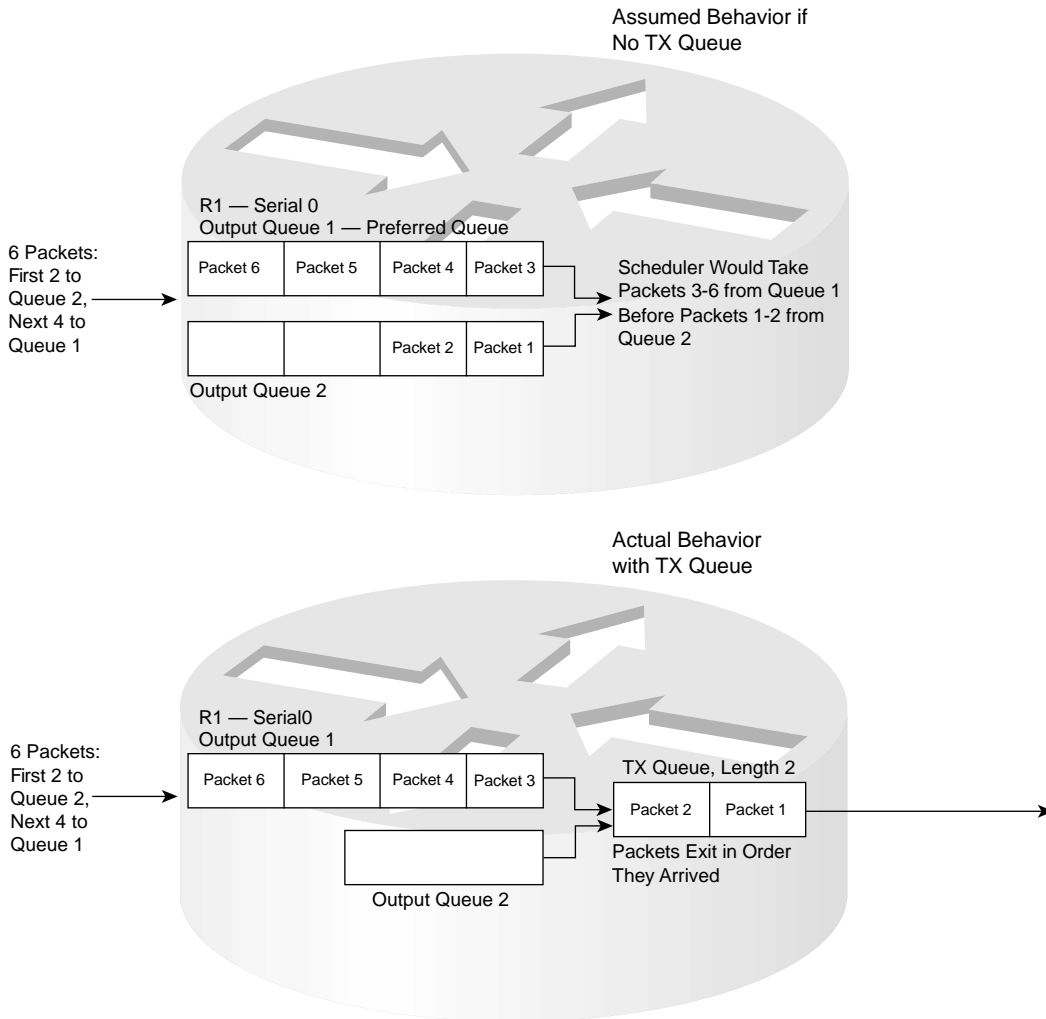 Assumed Behavior if
No TX Queue
R1 — Serial 0
Output Queue 1 — Preferred Queue
6 Packets:
First 2 to
Queue 2,
Next 4 to
Queue 1
Packet 6
Packet 5
Packet 4
Packet 3
Scheduler Would Take
Packets 3-6 from Queue 1
Before Packets 1-2 from
Queue 2
Packet 2
Packet 1
Output Queue 2
Actual Behavior
with TX Queue
R1 — Serial0
Output Queue 1
6 Packets:
First 2 to
Queue 2,
Next 4 to
Queue 1
Packet 6
Packet 5
Packet 4
Packet 3
TX Queue, Length 2
Packet 2
Packet 1
Packets Exit in Order
They Arrived
Output Queue 2